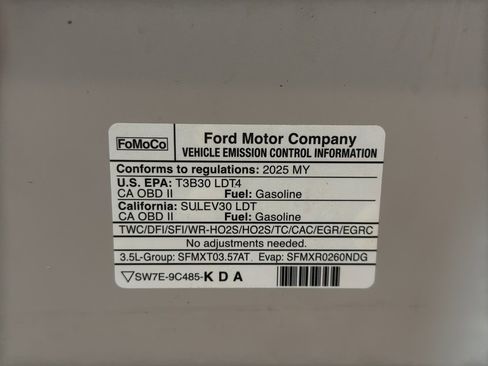 FoMoCo
Ford Motor Company
VEHICLE EMISSION CONTROL INFORMATION
Conforms to regulations: 2025 MY
U.S. EPA: T3B30 LDT4
CA OBD II Fuel: Gasoline
California: SULEV30 LDT
CA OBD II Fuel: Gasoline
TWC/DFI/SFI/WR-HO2S/HO2S/TC/CAC/EGR/EGRC
No adjustments needed.
3.5L-Group: SFMXT03.57AT Evap: SFMXR0260NDG
SW7E-9C485-KDA